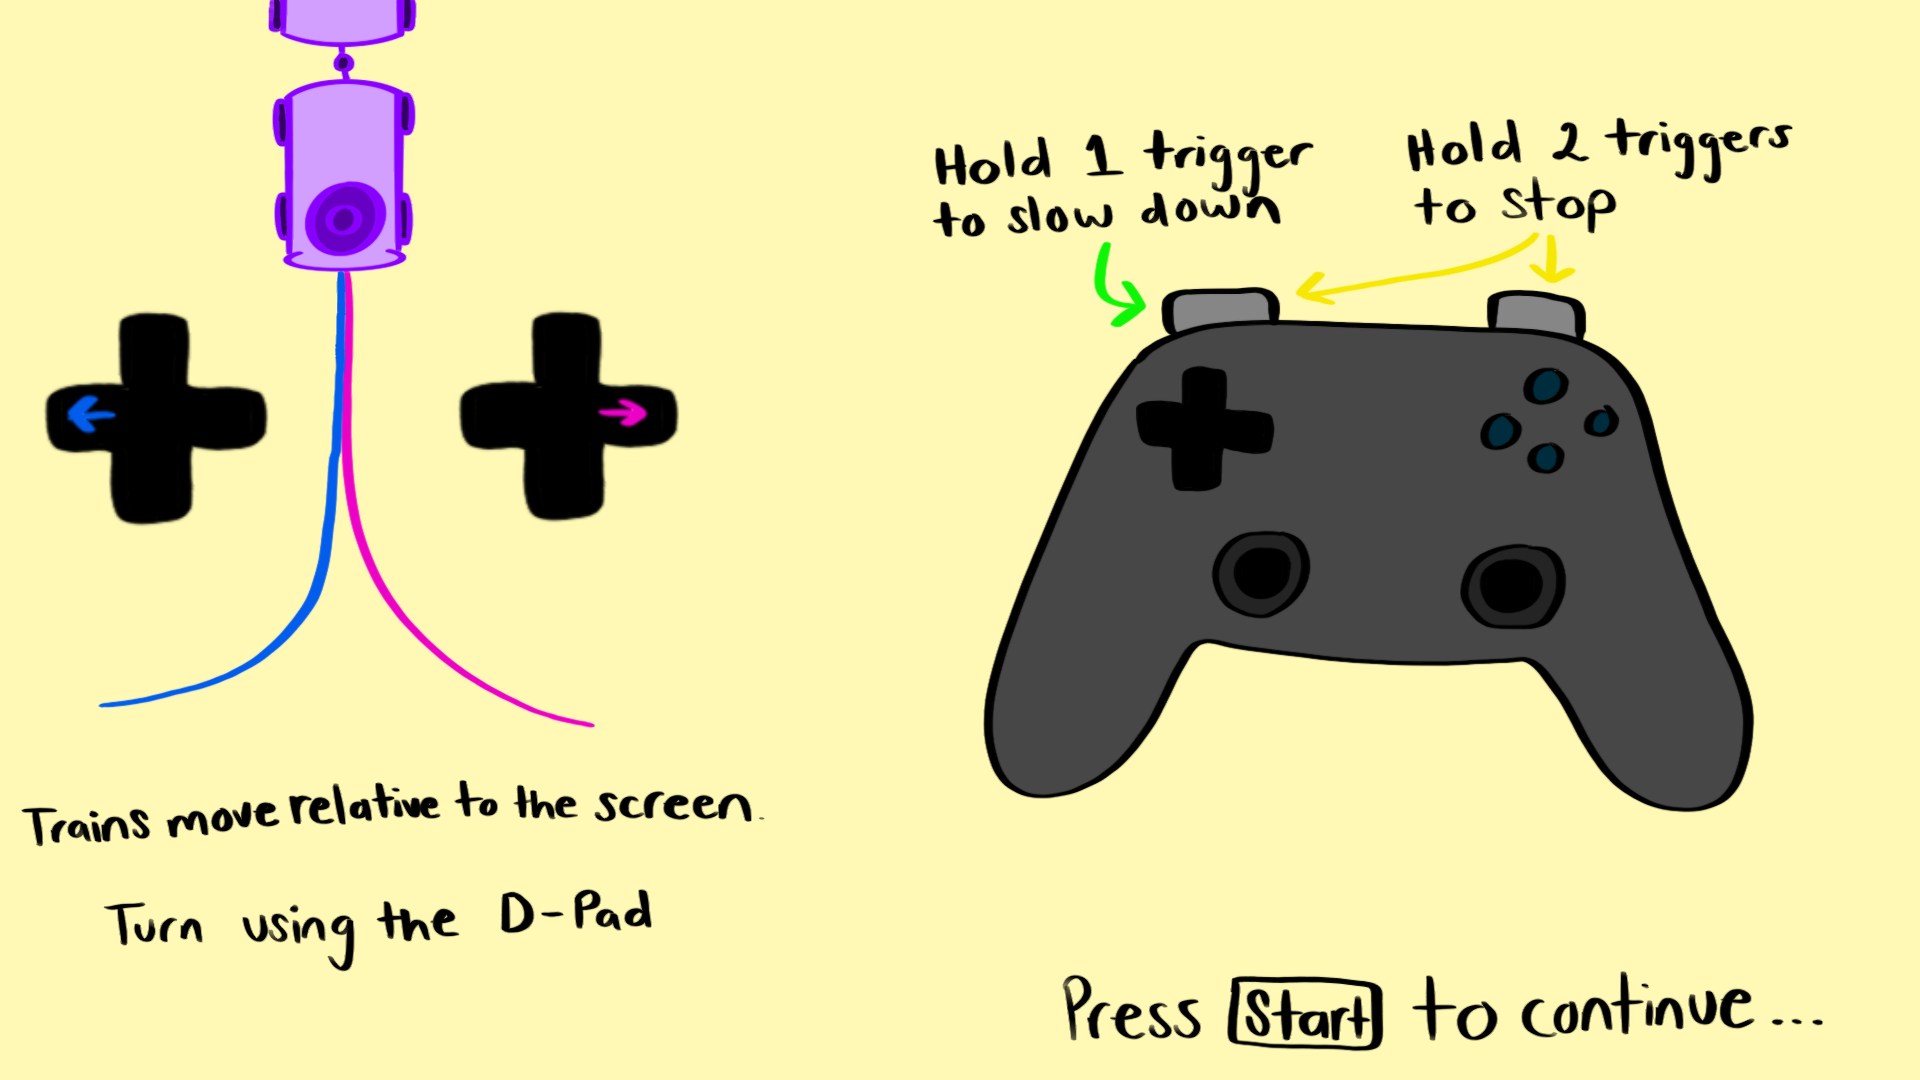 Hold 1 trigger
to slow down
Hold 2 triggers
to stop
Trains move relative to the screen.
Turn using the D-Pad
Press Start to continue...